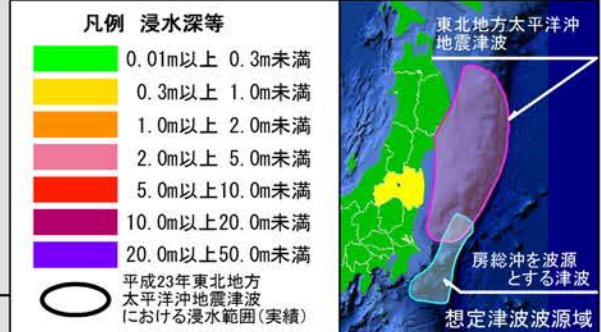 凡例 浸水深等
0.01m以上 0.3m未満
0.3m以上 1.0m未満
1.0m以上 2.0m未満
2.0m以上 5.0m未満
5.0m以上10.0m未満
10.0m以上20.0m未満
20.0m以上50.0m未満
平成23年東北地方
太平洋沖地震津波
における浸水範囲(実績)
東北地方太平洋沖
地震津波
房総沖を波源
とする津波
想定津波波源域